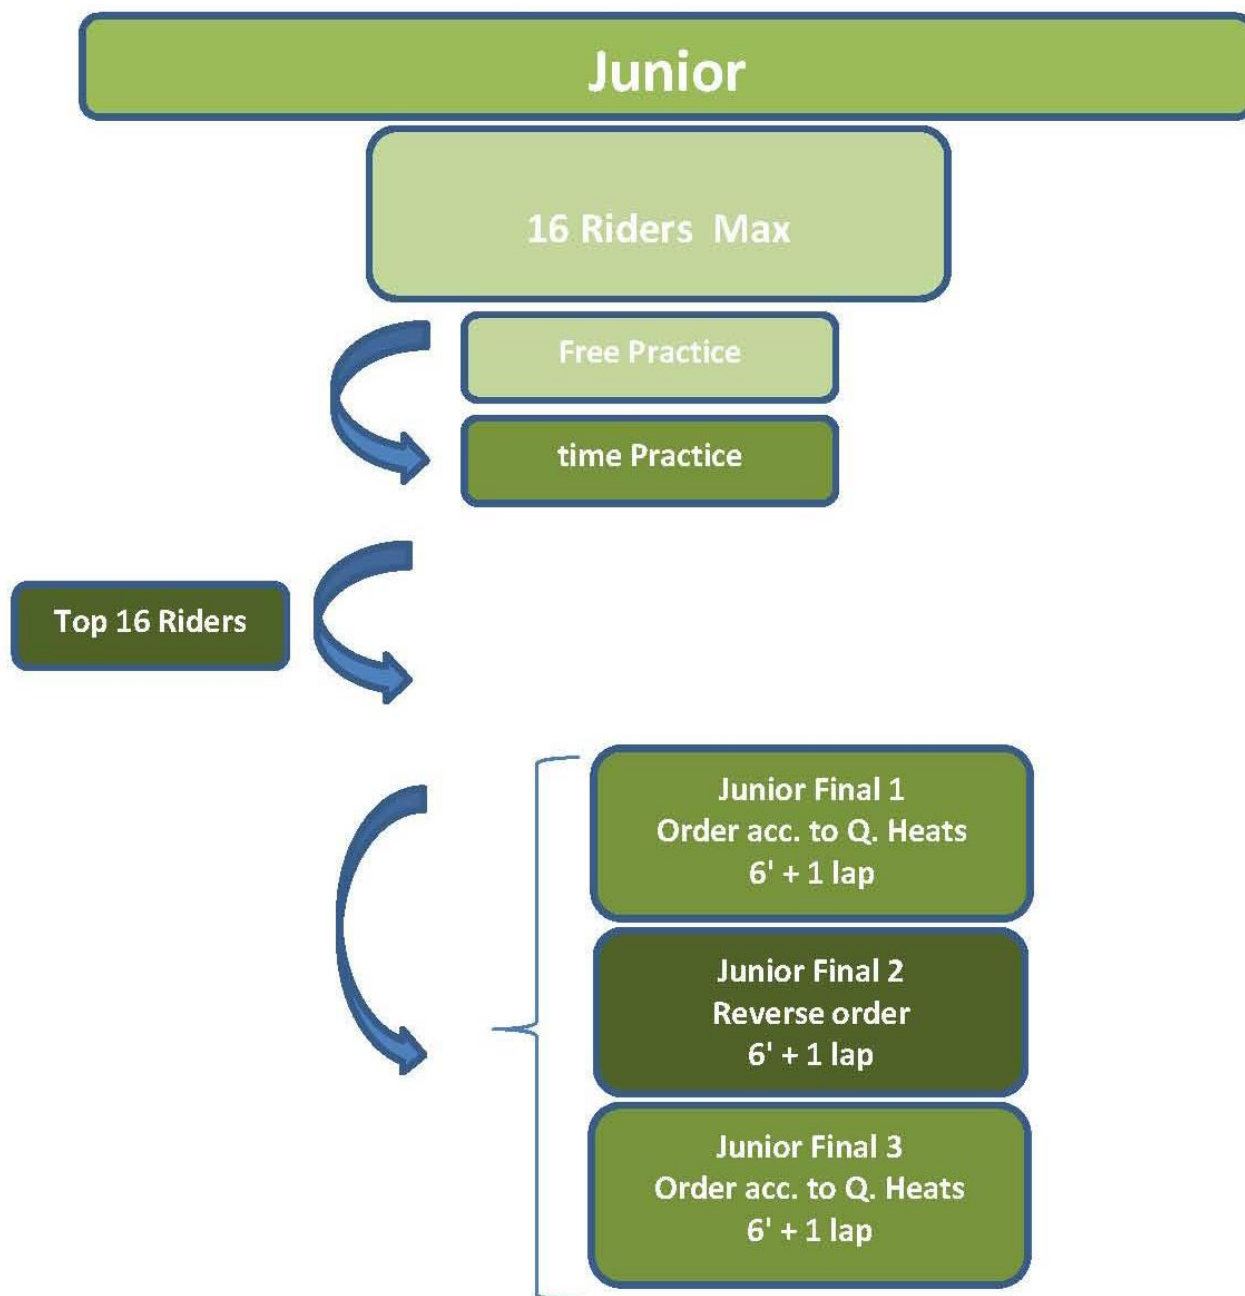 Junior
16 Riders  Max
Free Practice
time Practice
Top 16 Riders
Junior Final 1
Order acc. to Q. Heats
6' + 1 lap
Junior Final 2
Reverse order
6' + 1 lap
Junior Final 3
Order acc. to Q. Heats
6' + 1 lap